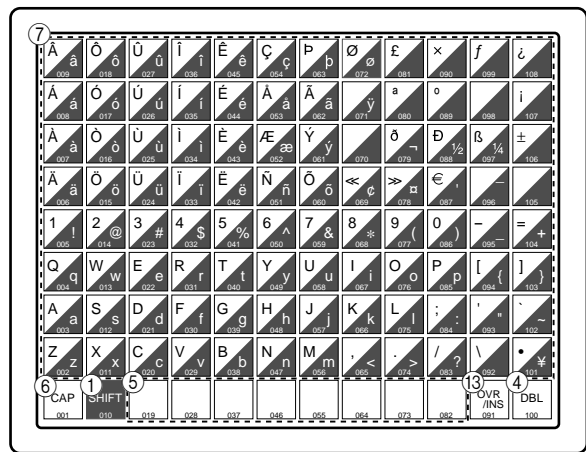 ⑦
Â â Ô ô Û û Î î Ê ê Ç ç Þ þ Ø ø £ × ƒ ¿
009 018 027 036 045 054 063 072 081 090 099 108
Á á Ó ó Ú ú Í í É é Å å Ã ã ÿ ª º ¡
008 017 026 035 044 053 062 071 080 089 098 107
À à Ò ò Ù ù Ì ì È è Æ æ Ý ý ð ¬ Ð ½ ß ¼ ±
007 016 025 034 043 052 061 070 079 088 097 106
Ä ä Ö ö Ü ü Ï ï Ë ë Ñ ñ Õ õ ≪ ¢ ≫ ¤ € ' _
006 015 024 033 042 051 060 069 078 087 096 105
1 ! 2 @ 3 # 4 $ 5 % 6 ^ 7 & 8 * 9 ( 0 ) − _ = +
005 014 023 032 041 050 059 068 077 086 095 104
Q q W w E e R r T t Y y U u I i O o P p [ { ] }
004 013 022 031 040 049 058 067 076 085 094 103
A a S s D d F f G g H h J j K k L l ; : ' " ` ~
003 012 021 030 039 048 057 066 075 084 093 102
Z z X x C c V v B b N n M m , < . > / ? \ • ¥
002 011 020 029 038 047 056 065 074 083 092 101
⑥ ① ⑤ ⑬ ④
CAP SHIFT OVR /INS DBL
001 010 019 028 037 046 055 064 073 082 091 100